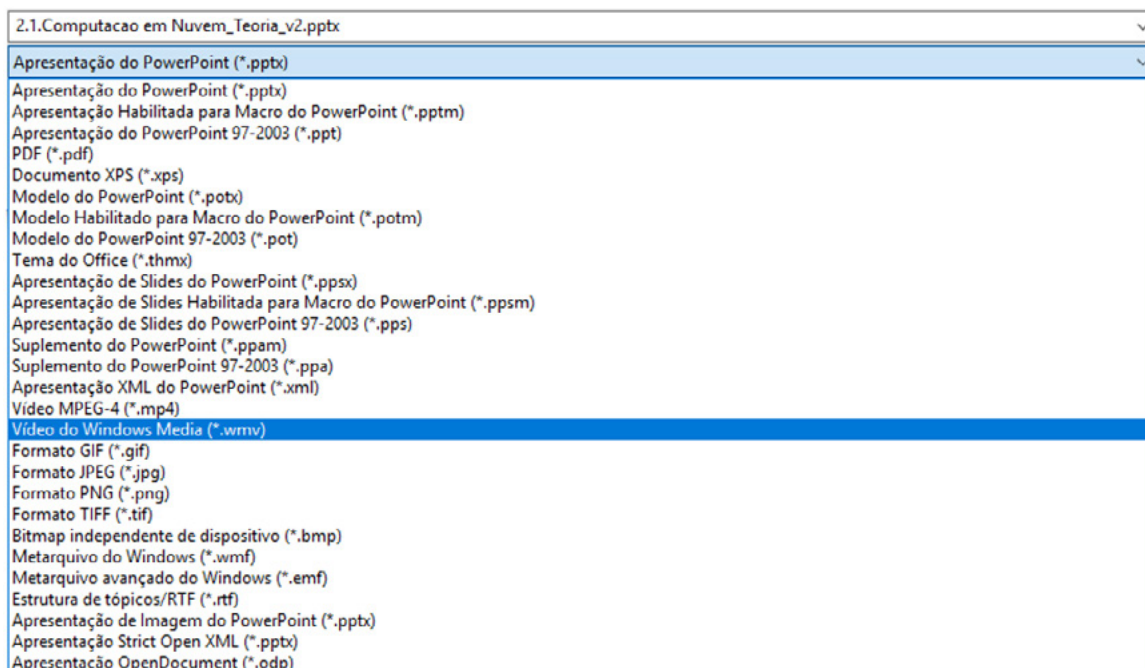 2.1.Computacao em Nuvem_Teoria_v2.pptx
Apresentação do PowerPoint (*.pptx)
Apresentação do PowerPoint (*.pptx)
Apresentação Habilitada para Macro do PowerPoint (*.pptm)
Apresentação do PowerPoint 97-2003 (*.ppt)
PDF (*.pdf)
Documento XPS (*.xps)
Modelo do PowerPoint (*.potx)
Modelo Habilitado para Macro do PowerPoint (*.potm)
Modelo do PowerPoint 97-2003 (*.pot)
Tema do Office (*.thmx)
Apresentação de Slides do PowerPoint (*.ppsx)
Apresentação de Slides Habilitada para Macro do PowerPoint (*.ppsm)
Apresentação de Slides do PowerPoint 97-2003 (*.pps)
Suplemento do PowerPoint (*.ppam)
Suplemento do PowerPoint 97-2003 (*.ppa)
Apresentação XML do PowerPoint (*.xml)
Vídeo MPEG-4 (*.mp4)
Vídeo do Windows Media (*.wmv)
Formato GIF (*.gif)
Formato JPEG (*.jpg)
Formato PNG (*.png)
Formato TIFF (*.tif)
Bitmap independente de dispositivo (*.bmp)
Metarquivo do Windows (*.wmf)
Metarquivo avançado do Windows (*.emf)
Estrutura de tópicos/RTF (*.rtf)
Apresentação de Imagem do PowerPoint (*.pptx)
Apresentação Strict Open XML (*.pptx)
Apresentação OpenDocument (*.odp)